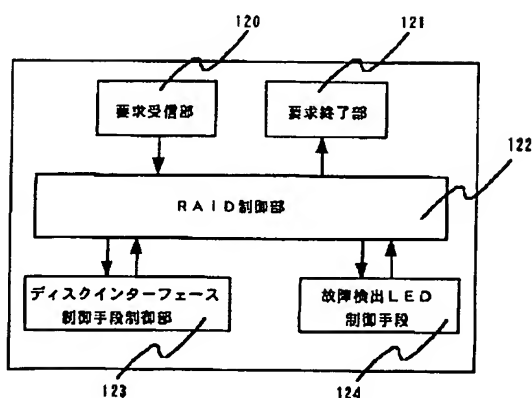 120
121
要求受信部
要求終了部
122
RAID制御部
ディスクインターフェース
制御手段制御部
故障検出LED
制御手段
123
124